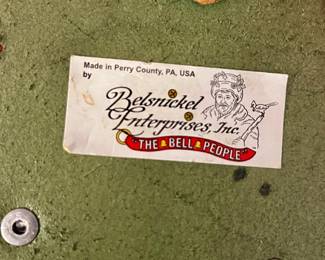 Made in Perry County, PA, USA
by
Belsnickel
Enterprises, Inc.
"THE BELL PEOPLE"